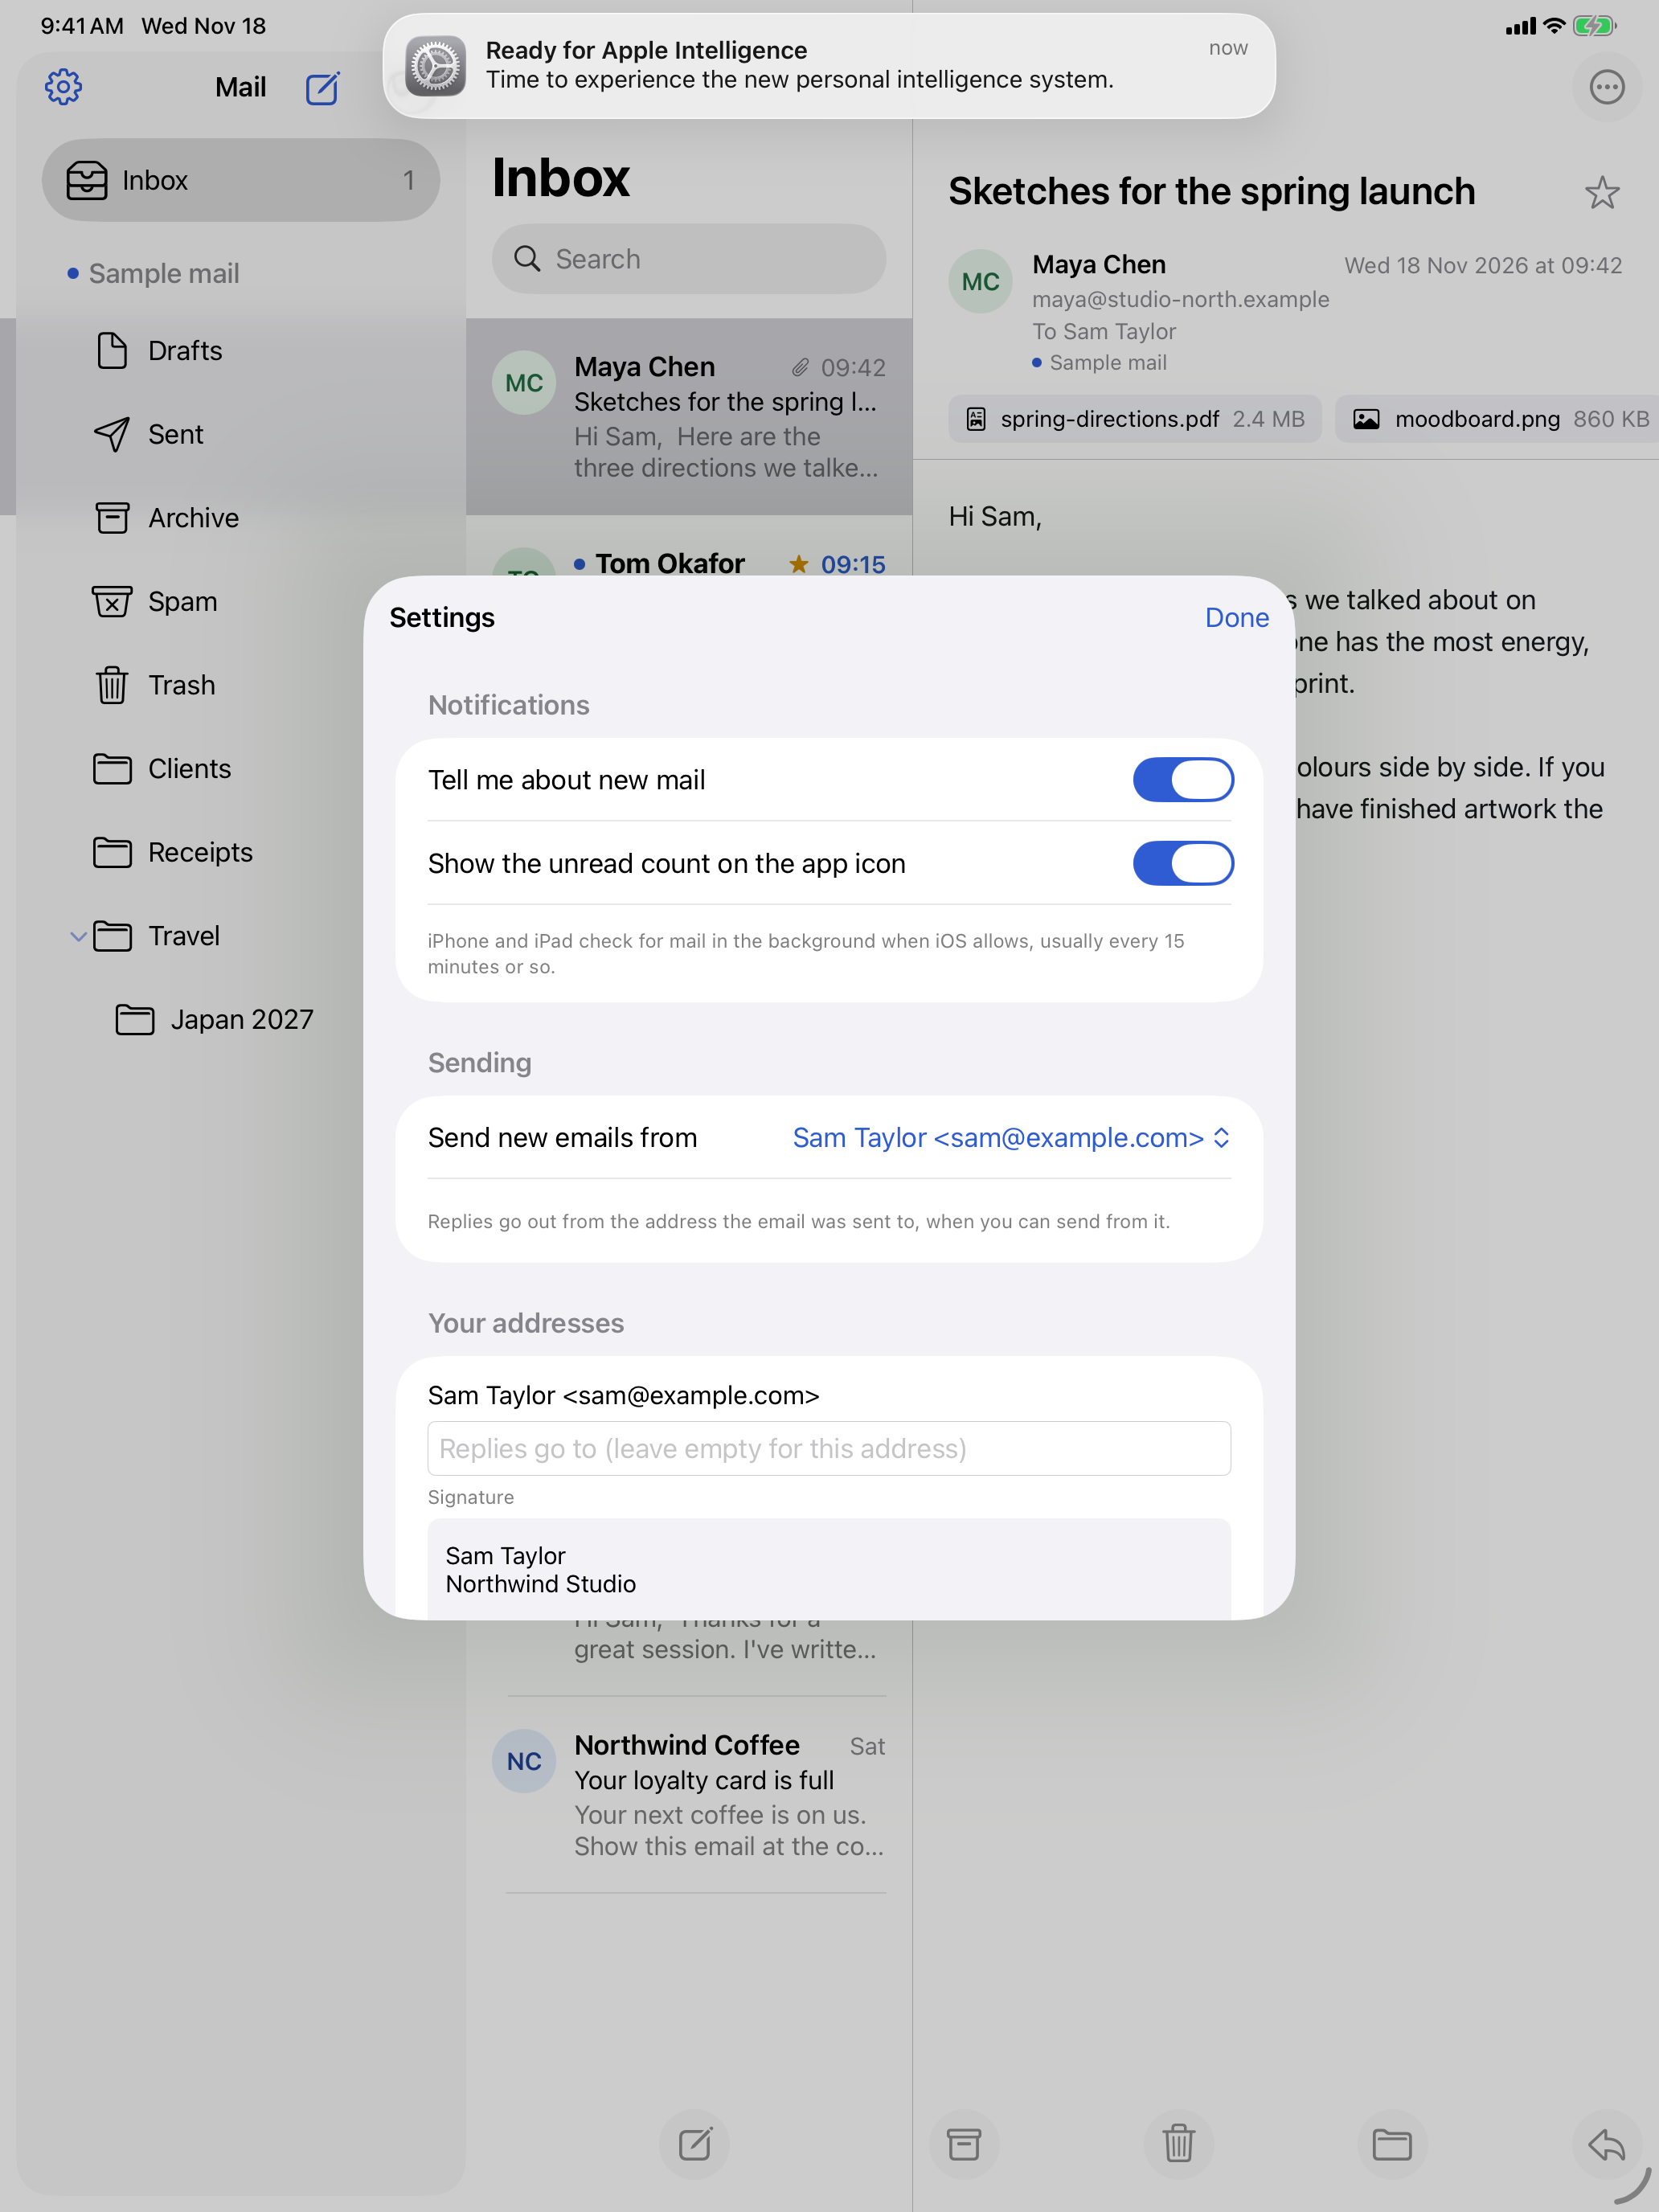 9:41 AM Wed Nov 18
Ready for Apple Intelligence
now
Time to experience the new personal intelligence system.
Mail
Inbox 1
Sample mail
Drafts
Sent
Archive
Spam
Trash
Clients
Receipts
Travel
Japan 2027
Inbox
Search
MC
Maya Chen 09:42
Sketches for the spring l...
Hi Sam, Here are the
three directions we talke...
Tom Okafor 09:15
Sketches for the spring launch
MC
Maya Chen
Wed 18 Nov 2026 at 09:42
maya@studio-north.example
To Sam Taylor
Sample mail
spring-directions.pdf 2.4 MB
moodboard.png 860 KB
Hi Sam,
s we talked about on
one has the most energy,
print.
olours side by side. If you
have finished artwork the
Settings
Done
Notifications
Tell me about new mail
Show the unread count on the app icon
iPhone and iPad check for mail in the background when iOS allows, usually every 15
minutes or so.
Sending
Send new emails from
Sam Taylor <sam@example.com>
Replies go out from the address the email was sent to, when you can send from it.
Your addresses
Sam Taylor <sam@example.com>
Replies go to (leave empty for this address)
Signature
Sam Taylor
Northwind Studio
Hi Sam, Thanks for a
great session. I've writte...
NC
Northwind Coffee Sat
Your loyalty card is full
Your next coffee is on us.
Show this email at the co...